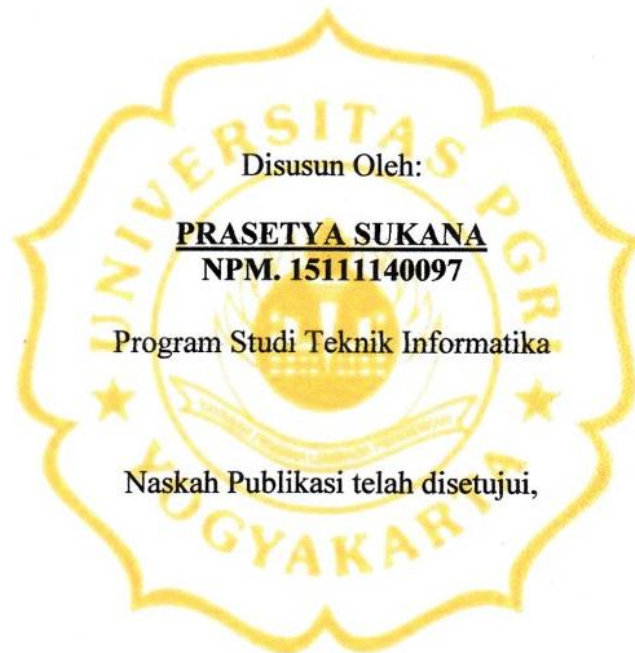 UNIVERSITAS PGRI
Disusun Oleh:
PRASETYA SUKANA
NPM. 15111140097
Program Studi Teknik Informatika
Naskah Publikasi telah disetujui,
YOGYAKARTA